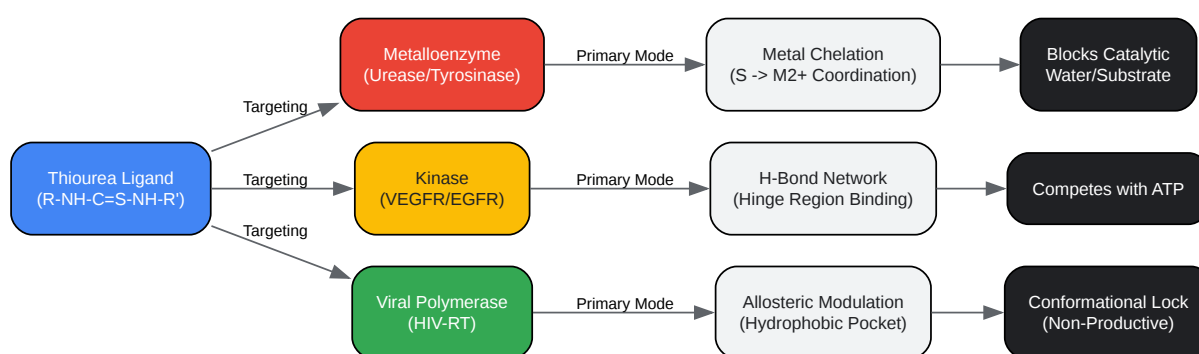 Thiourea Ligand
(R-NH-C=S-NH-R')
Targeting
Metalloenzyme
(Urease/Tyrosinase)
Primary Mode
Metal Chelation
(S -> M2+ Coordination)
Blocks Catalytic
Water/Substrate
Targeting
Kinase
(VEGFR/EGFR)
Primary Mode
H-Bond Network
(Hinge Region Binding)
Competes with ATP
Targeting
Viral Polymerase
(HIV-RT)
Primary Mode
Allosteric Modulation
(Hydrophobic Pocket)
Conformational Lock
(Non-Productive)